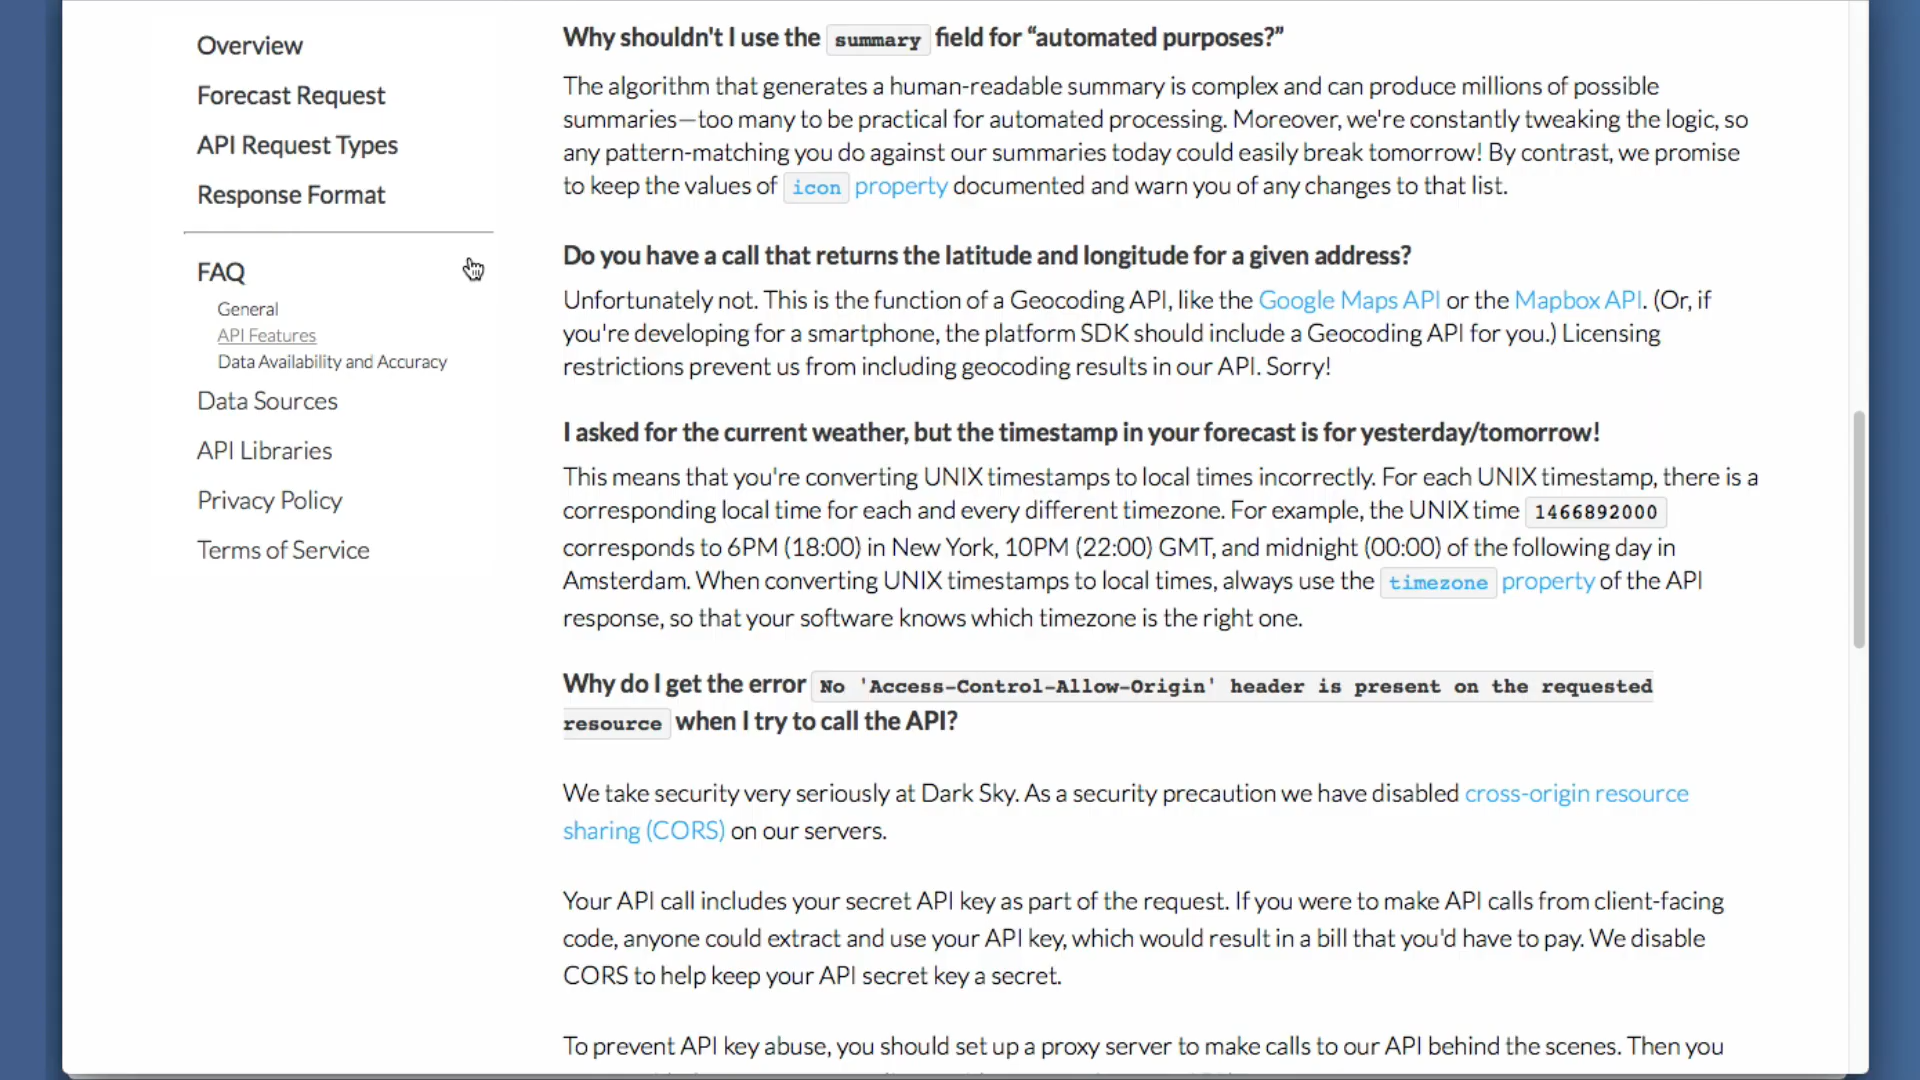 Overview
Forecast Request
API Request Types
Response Format
FAQ
General
API Features
Data Availability and Accuracy
Data Sources
API Libraries
Privacy Policy
Terms of Service
Why shouldn't I use the summary field for “automated purposes?”
The algorithm that generates a human-readable summary is complex and can produce millions of possible
summaries—too many to be practical for automated processing. Moreover, we're constantly tweaking the logic, so
any pattern-matching you do against our summaries today could easily break tomorrow! By contrast, we promise
to keep the values of icon property documented and warn you of any changes to that list.
Do you have a call that returns the latitude and longitude for a given address?
Unfortunately not. This is the function of a Geocoding API, like the Google Maps API or the Mapbox API. (Or, if
you're developing for a smartphone, the platform SDK should include a Geocoding API for you.) Licensing
restrictions prevent us from including geocoding results in our API. Sorry!
I asked for the current weather, but the timestamp in your forecast is for yesterday/tomorrow!
This means that you're converting UNIX timestamps to local times incorrectly. For each UNIX timestamp, there is a
corresponding local time for each and every different timezone. For example, the UNIX time 1466892000
corresponds to 6PM (18:00) in New York, 10PM (22:00) GMT, and midnight (00:00) of the following day in
Amsterdam. When converting UNIX timestamps to local times, always use the timezone property of the API
response, so that your software knows which timezone is the right one.
Why do I get the error No 'Access-Control-Allow-Origin' header is present on the requested
resource when I try to call the API?
We take security very seriously at Dark Sky. As a security precaution we have disabled cross-origin resource
sharing (CORS) on our servers.
Your API call includes your secret API key as part of the request. If you were to make API calls from client-facing
code, anyone could extract and use your API key, which would result in a bill that you'd have to pay. We disable
CORS to help keep your API secret key a secret.
To prevent API key abuse, you should set up a proxy server to make calls to our API behind the scenes. Then you